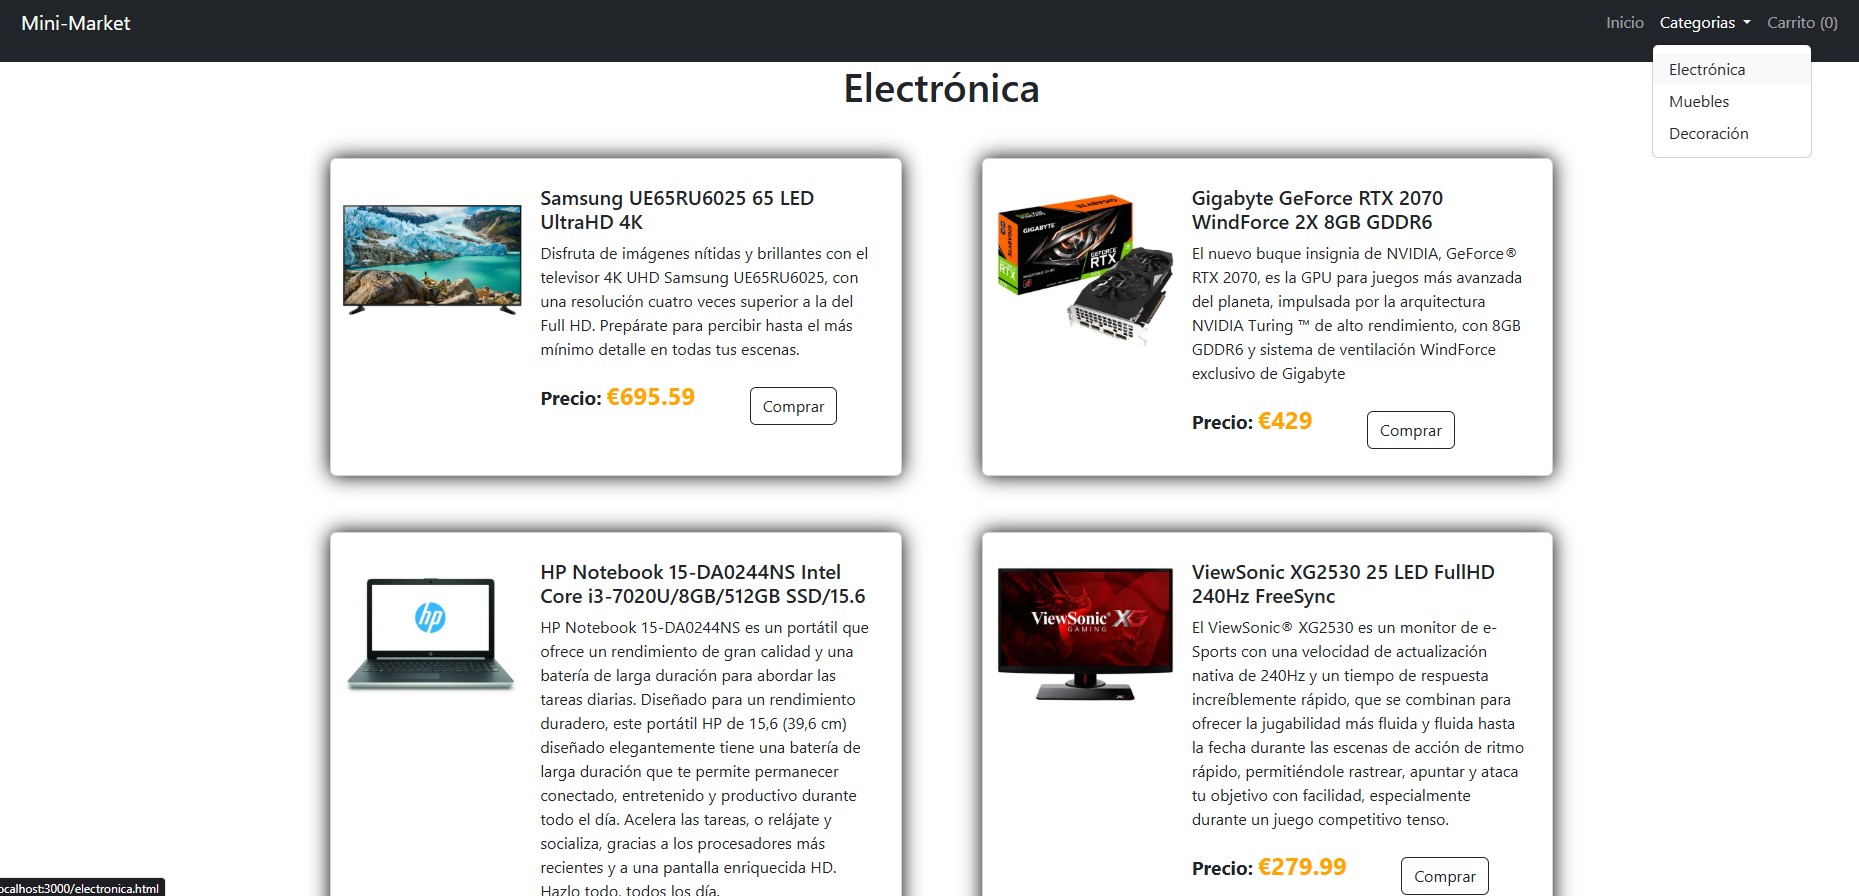 Mini-Market
Inicio
Categorias
Carrito (0)
Electrónica
Muebles
Decoración
Electrónica
Samsung UE65RU6025 65 LED
UltraHD 4K
Disfruta de imágenes nítidas y brillantes con el
televisor 4K UHD Samsung UE65RU6025, con
una resolución cuatro veces superior a la del
Full HD. Prepárate para percibir hasta el más
mínimo detalle en todas tus escenas.
Precio: €695.59
Comprar
GIGABYTE
GEFORCE
RTX
Gigabyte GeForce RTX 2070
WindForce 2X 8GB GDDR6
El nuevo buque insignia de NVIDIA, GeForce®
RTX 2070, es la GPU para juegos más avanzada
del planeta, impulsada por la arquitectura
NVIDIA Turing ™ de alto rendimiento, con 8GB
GDDR6 y sistema de ventilación WindForce
exclusivo de Gigabyte
Precio: €429
Comprar
hp
HP Notebook 15-DA0244NS Intel
Core i3-7020U/8GB/512GB SSD/15.6
HP Notebook 15-DA0244NS es un portátil que
ofrece un rendimiento de gran calidad y una
batería de larga duración para abordar las
tareas diarias. Diseñado para un rendimiento
duradero, este portátil HP de 15,6 (39,6 cm)
diseñado elegantemente tiene una batería de
larga duración que te permite permanecer
conectado, entretenido y productivo durante
todo el día. Acelera las tareas, o relájate y
socializa, gracias a los procesadores más
recientes y a una pantalla enriquecida HD.
Hazlo todo, todos los día.
ViewSonic XG
GAMING
ViewSonic XG2530 25 LED FullHD
240Hz FreeSync
El ViewSonic® XG2530 es un monitor de e-
Sports con una velocidad de actualización
nativa de 240Hz y un tiempo de respuesta
increíblemente rápido, que se combinan para
ofrecer la jugabilidad más fluida y fluida hasta
la fecha durante las escenas de acción de ritmo
rápido, permitiéndole rastrear, apuntar y ataca
tu objetivo con facilidad, especialmente
durante un juego competitivo tenso.
Precio: €279.99
Comprar
ocalhost:3000/electronica.html